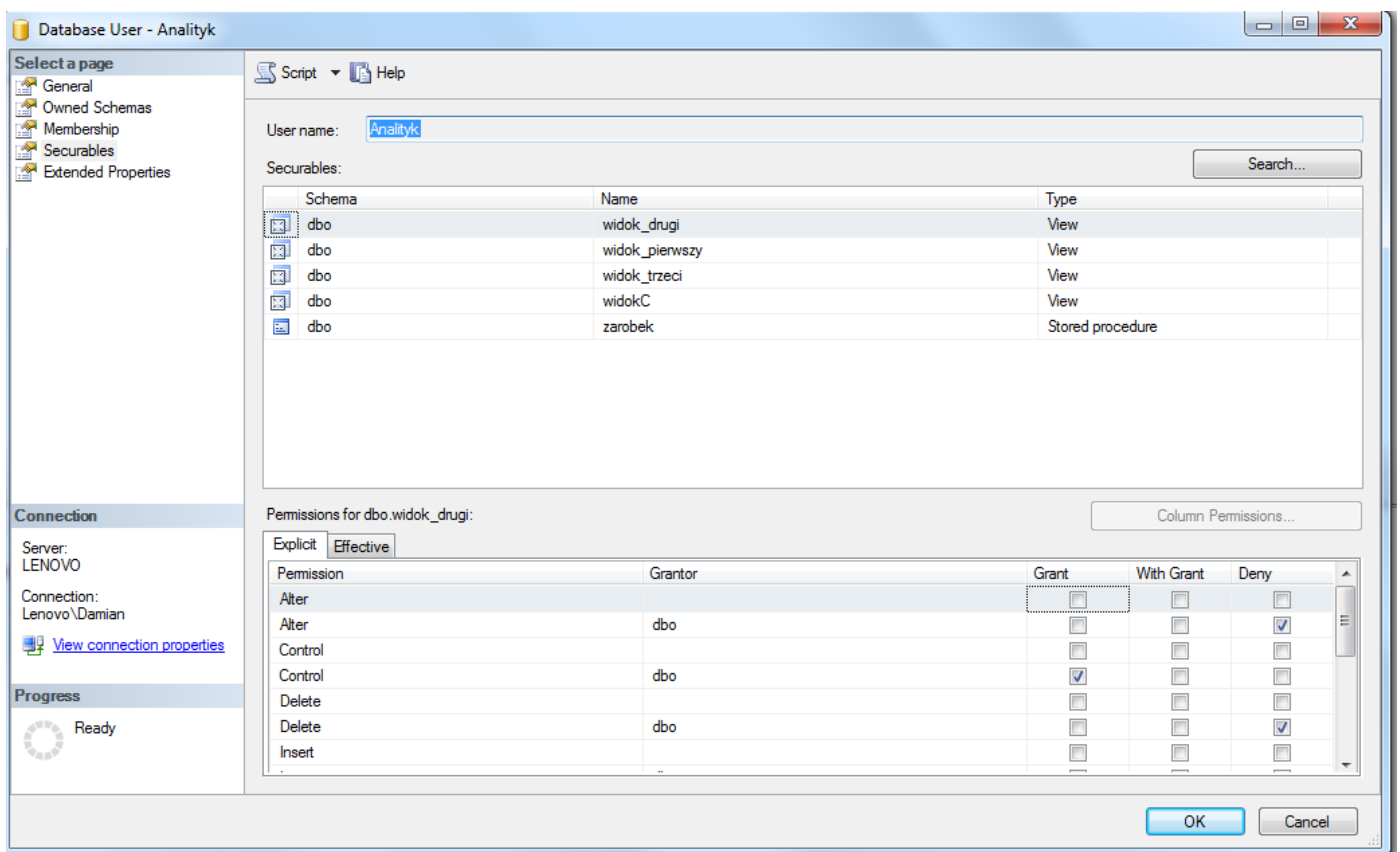 Database User - Analityk
Select a page
General
Owned Schemas
Membership
Securables
Extended Properties
Script Help
User name: Analityk
Securables: Search...
Schema Name Type
dbo widok_drugi View
dbo widok_pierwszy View
dbo widok_trzeci View
dbo widokC View
dbo zarobek Stored procedure
Connection
Server:
LENOVO
Connection:
Lenovo\Damian
View connection properties
Progress
Ready
Permissions for dbo.widok_drugi: Column Permissions...
Explicit Effective
Permission Grantor Grant With Grant Deny
Alter
Alter dbo
Control
Control dbo
Delete
Delete dbo
Insert
OK Cancel